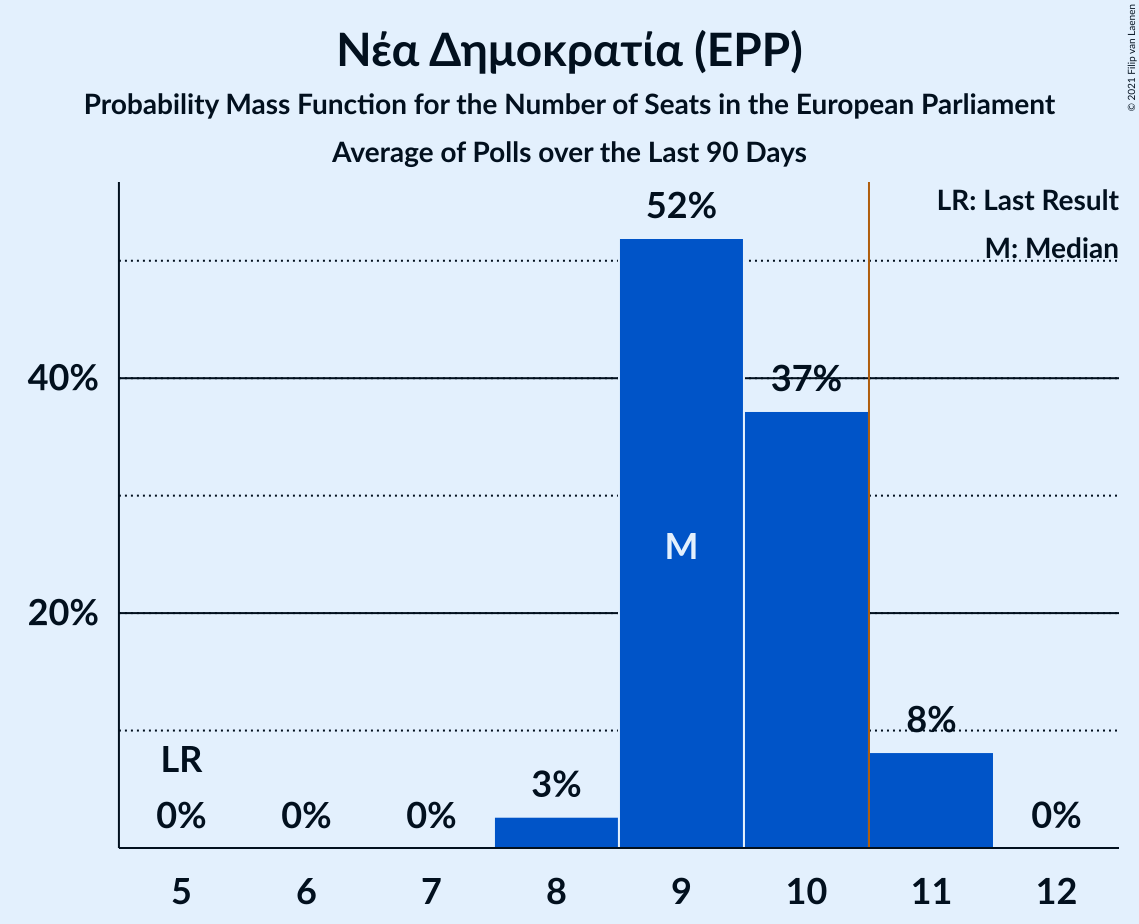 Νέα Δημοκρατία (EPP)
Probability Mass Function for the Number of Seats in the European Parliament
Average of Polls over the Last 90 Days
© 2021 Filip van Laenen
LR: Last Result
M: Median
52%
40%
37%
M
20%
8%
LR
3%
0% 0% 0% 0%
5 6 7 8 9 10 11 12